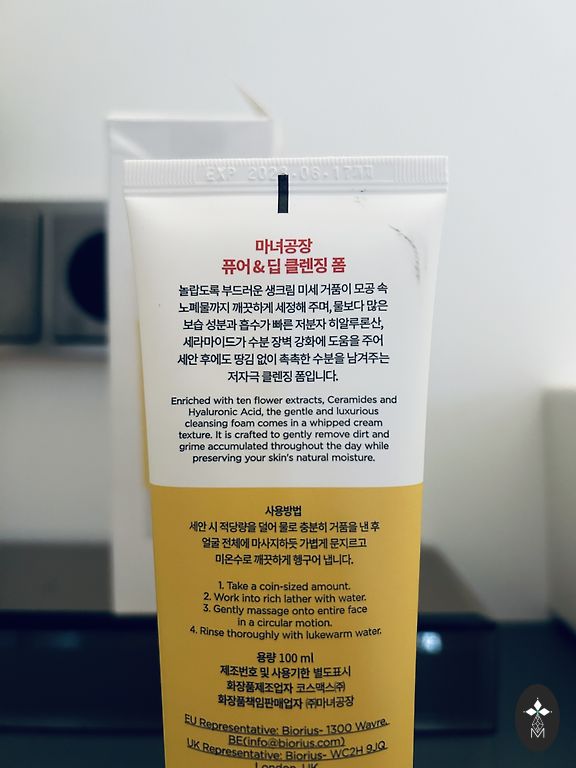 EXP
마녀공장
퓨어 & 딥 클렌징 폼
놀랍도록 부드러운 생크림 미세 거품이 모공 속
노폐물까지 깨끗하게 세정해 주며, 물보다 많은
보습 성분과 흡수가 빠른 저분자 히알루론산,
세라마이드가 수분 장벽 강화에 도움을 주어
세안 후에도 땅김 없이 촉촉한 수분을 남겨주는
저자극 클렌징 폼입니다.
Enriched with ten flower extracts, Ceramides and
Hyaluronic Acid, the gentle and luxurious
cleansing foam comes in a whipped cream
texture. It is crafted to gently remove dirt and
grime accumulated throughout the day while
preserving your skin's natural moisture.
사용방법
세안 시 적당량을 덜어 물로 충분히 거품을 낸 후
얼굴 전체에 마사지하듯 가볍게 문지르고
미온수로 깨끗하게 헹구어 냅니다.
1. Take a coin-sized amount.
2. Work into rich lather with water.
3. Gently massage onto entire face
in a circular motion.
4. Rinse thoroughly with lukewarm water.
용량 100 ml
제조번호 및 사용기한 별도표시
화장품제조업자 코스맥스㈜
화장품책임판매업자 ㈜마녀공장
EU Representative: Biorius- 1300 Wavre,
BE(info@biorius.com)
UK Representative: Biorius- WC2H 9JQ
London, UK